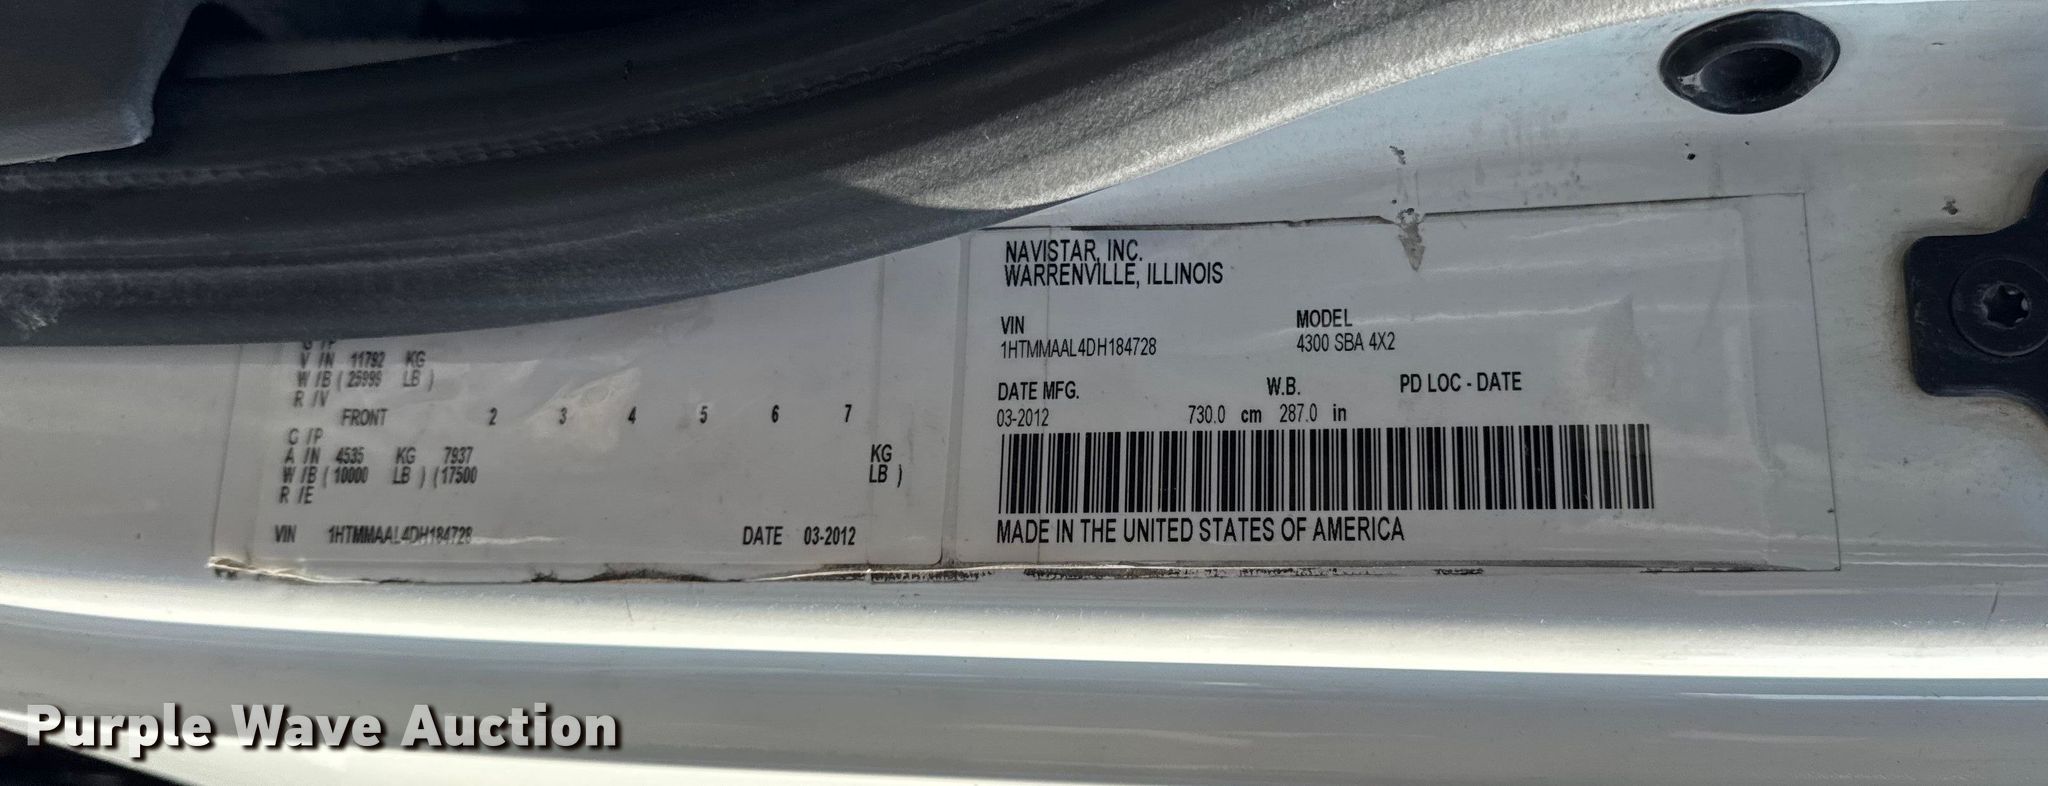 G /P
V /N 11792 KG
W /B ( 25999 LB )
R /V
FRONT 2 3 4 5 6 7
G /P
A /N 4535 KG 7937 KG
W /B ( 10000 LB ) ( 17500 LB )
R /E
VIN 1HTMMAAL4DH184728 DATE 03-2012
NAVISTAR, INC.
WARRENVILLE, ILLINOIS
VIN MODEL
1HTMMAAL4DH184728 4300 SBA 4X2
DATE MFG. W.B. PD LOC - DATE
03-2012 730.0 cm 287.0 in
MADE IN THE UNITED STATES OF AMERICA
Purple Wave Auction